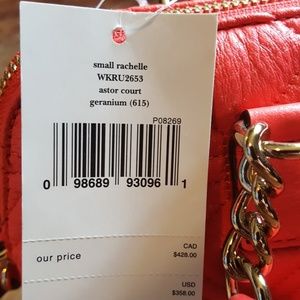 small rachelle
WKRU2653
astor court
geranium (615)
P08269
0 98689 93096 1
CAD
our price $428.00
USD
$358.00